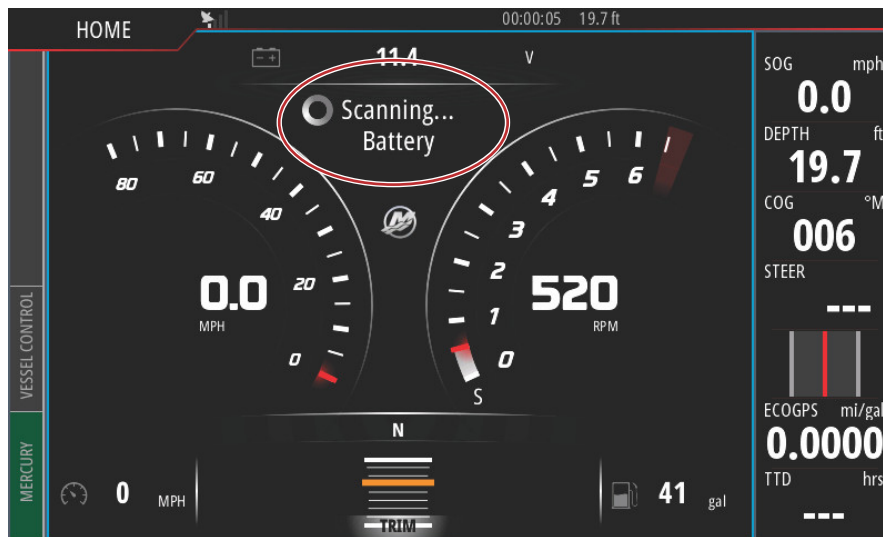 HOME
00:00:05 19.7 ft
- +
11.4 V
Scanning...
Battery
80
60
40
20
0
0.0
MPH
6
5
4
3
2
1
0
S
520
RPM
N
TRIM
0 MPH
41 gal
VESSEL CONTROL
MERCURY
SOG mph
0.0
DEPTH ft
19.7
COG °M
006
STEER
---
ECOGPS mi/gal
0.0000
TTD hrs
---